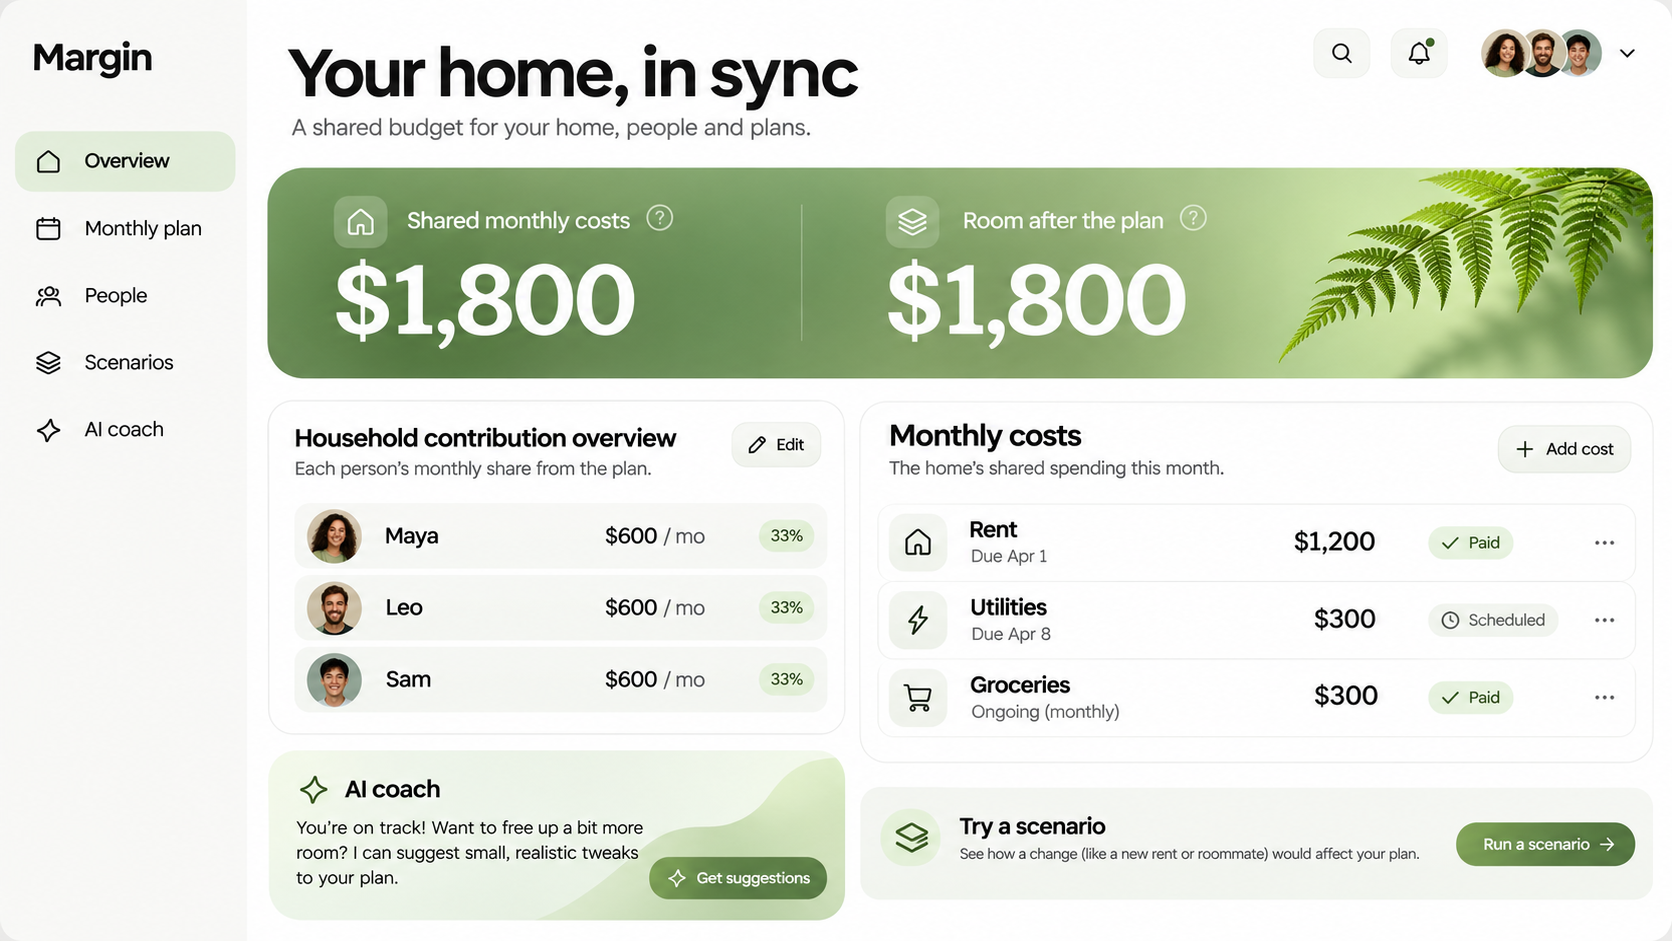 Margin
Overview
Monthly plan
People
Scenarios
AI coach
Your home, in sync
A shared budget for your home, people and plans.
Shared monthly costs ?
$1,800
Room after the plan ?
$1,800
Household contribution overview
Each person's monthly share from the plan.
Edit
Maya $600 / mo 33%
Leo $600 / mo 33%
Sam $600 / mo 33%
AI coach
You're on track! Want to free up a bit more
room? I can suggest small, realistic tweaks
to your plan.
Get suggestions
Monthly costs
The home's shared spending this month.
Add cost
Rent
Due Apr 1
$1,200
Paid
Utilities
Due Apr 8
$300
Scheduled
Groceries
Ongoing (monthly)
$300
Paid
Try a scenario
See how a change (like a new rent or roommate) would affect your plan.
Run a scenario →